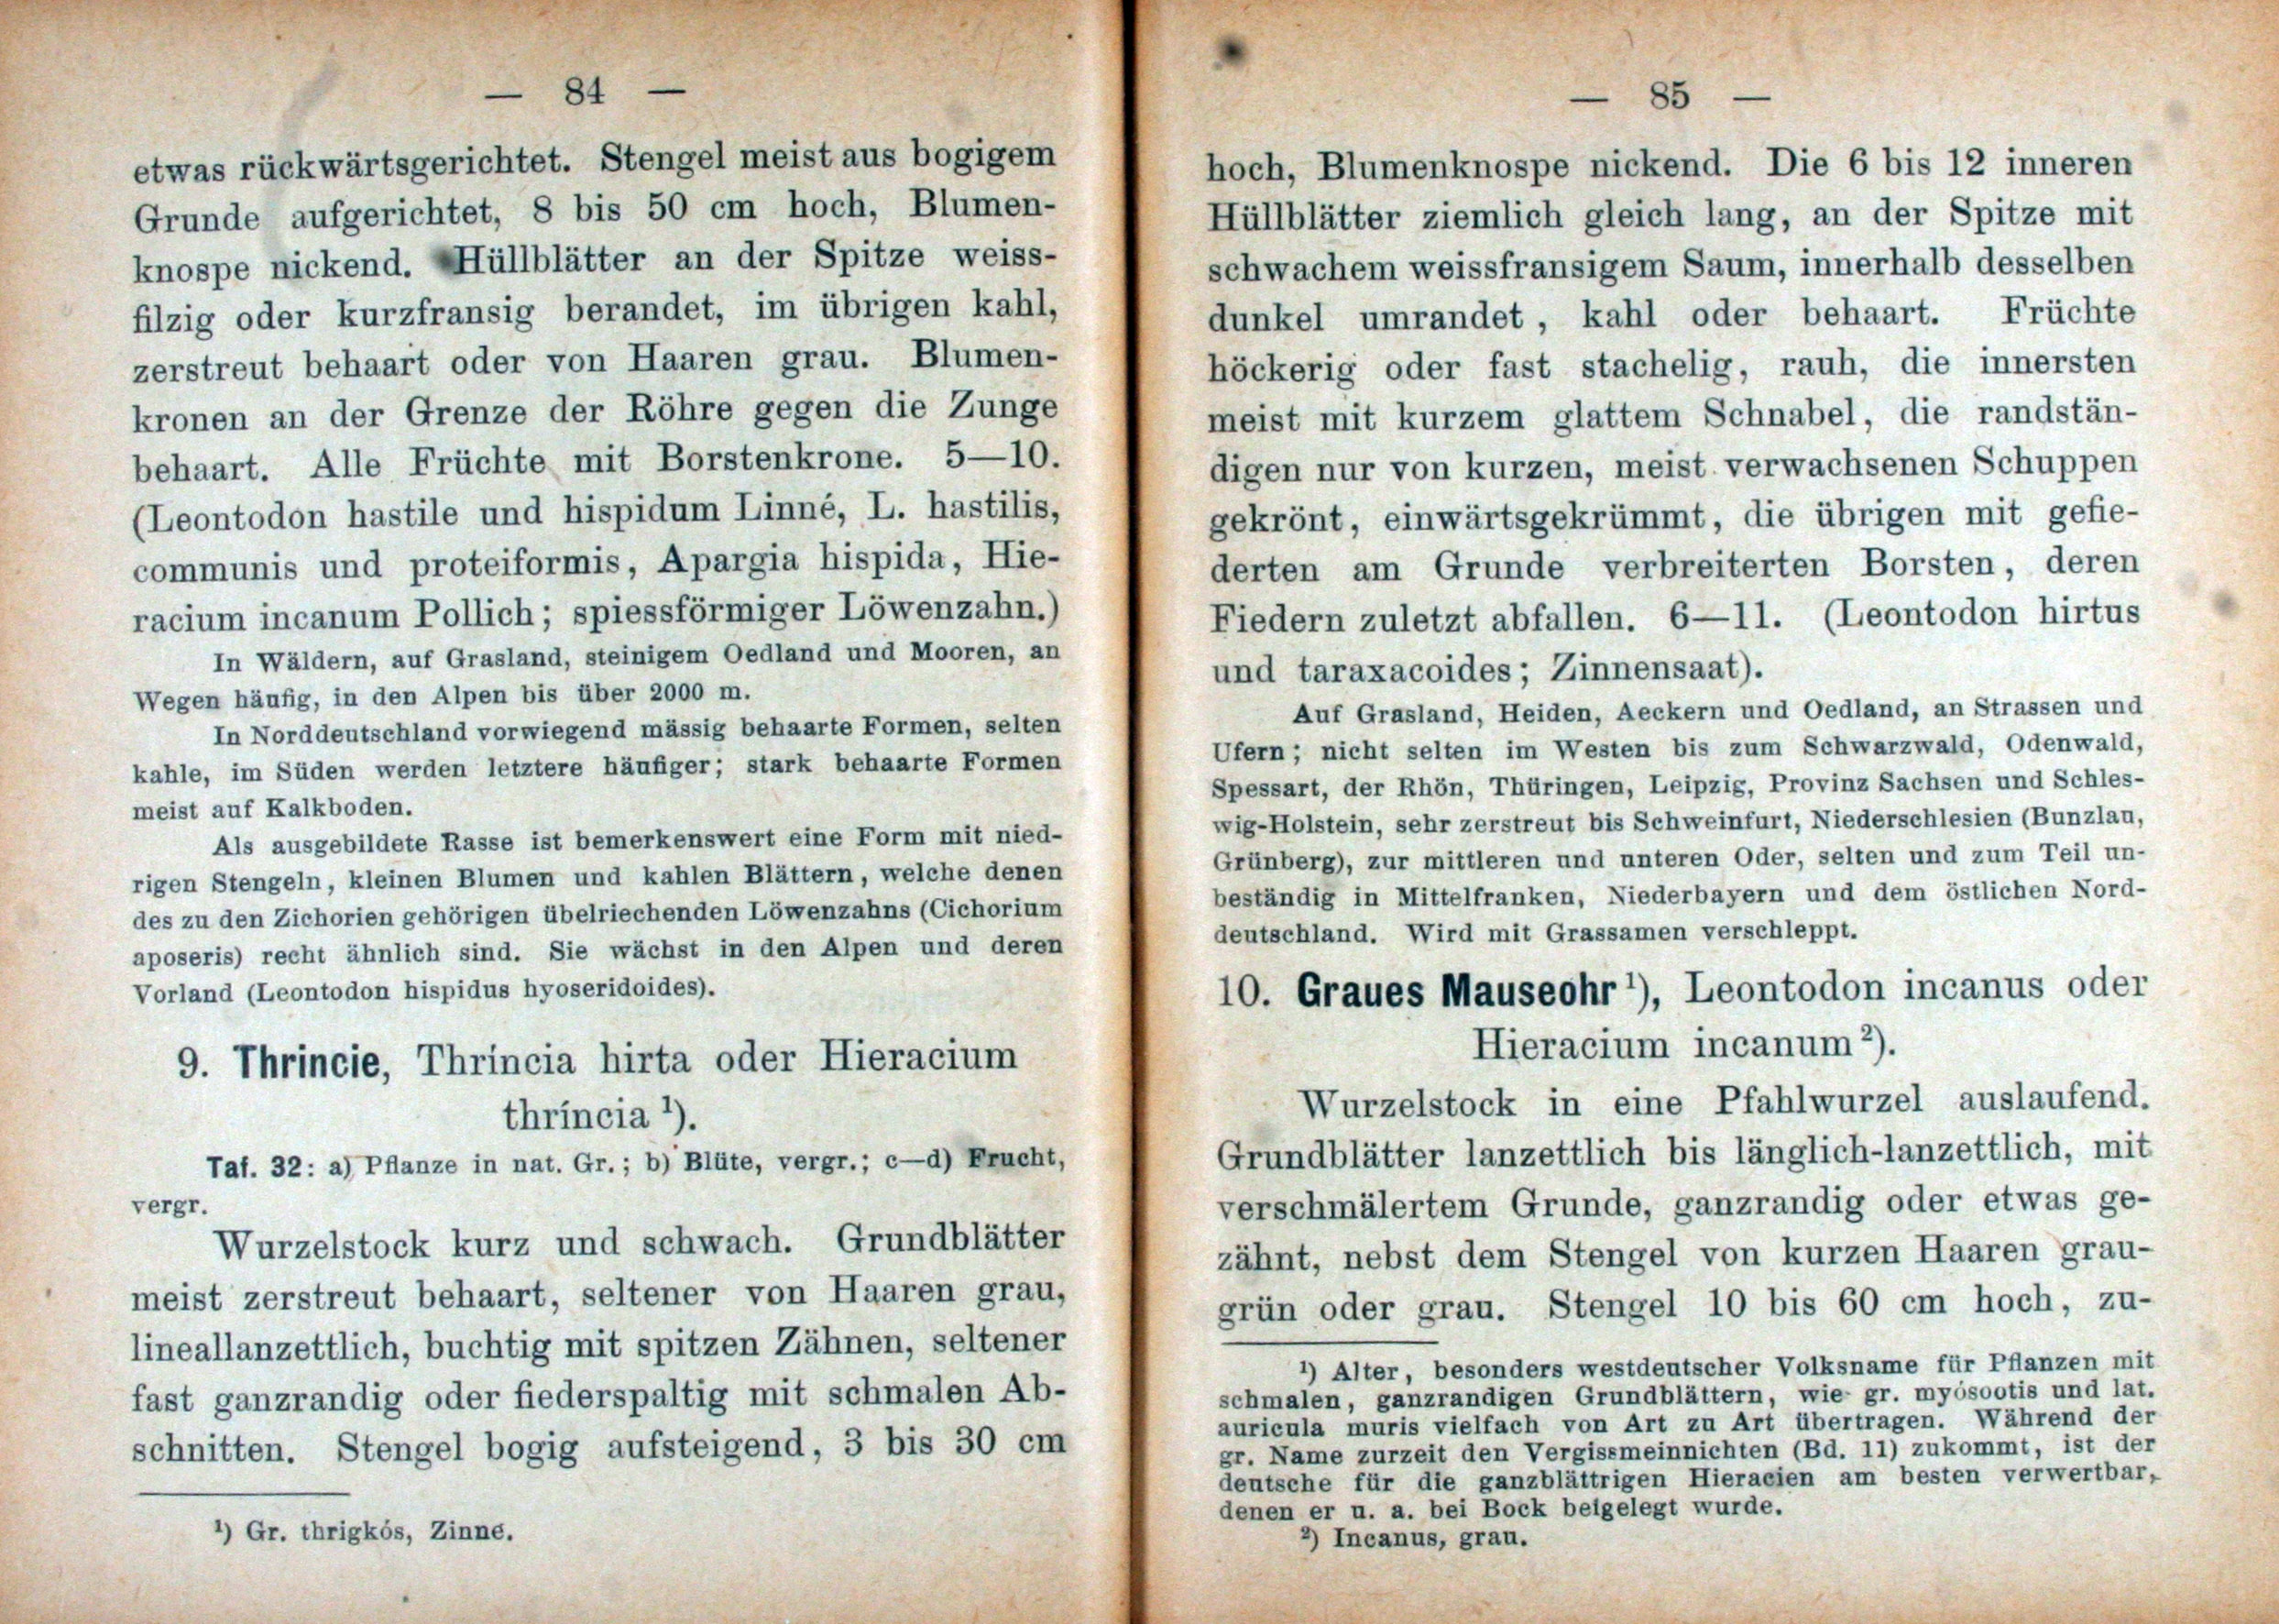 — 84 —
etwas rückwärtsgerichtet. Stengel meist aus bogigem
Grunde aufgerichtet, 8 bis 50 cm hoch, Blumen-
knospe nickend. Hüllblätter an der Spitze weiss-
filzig oder kurzfransig berandet, im übrigen kahl,
zerstreut behaart oder von Haaren grau. Blumen-
kronen an der Grenze der Röhre gegen die Zunge
behaart. Alle Früchte mit Borstenkrone. 5—10.
(Leontodon hastile und hispidum Linné, L. hastilis,
communis und proteiformis, Apargia hispida, Hie-
racium incanum Pollich; spiessförmiger Löwenzahn.)
In Wäldern, auf Grasland, steinigem Oedland und Mooren, an
Wegen häufig, in den Alpen bis über 2000 m.
In Norddeutschland vorwiegend mässig behaarte Formen, selten
kahle, im Süden werden letztere häufiger; stark behaarte Formen
meist auf Kalkboden.
Als ausgebildete Rasse ist bemerkenswert eine Form mit nied-
rigen Stengeln, kleinen Blumen und kahlen Blättern, welche denen
des zu den Zichorien gehörigen übelriechenden Löwenzahns (Cichorium
aposeris) recht ähnlich sind. Sie wächst in den Alpen und deren
Vorland (Leontodon hispidus hyoseridoides).
9. Thrincie, Thríncia hirta oder Hieracium
thríncia ¹).
Taf. 32: a) Pflanze in nat. Gr.; b) Blüte, vergr.; c—d) Frucht,
vergr.
Wurzelstock kurz und schwach. Grundblätter
meist zerstreut behaart, seltener von Haaren grau,
lineallanzettlich, buchtig mit spitzen Zähnen, seltener
fast ganzrandig oder fiederspaltig mit schmalen Ab-
schnitten. Stengel bogig aufsteigend, 3 bis 30 cm
¹) Gr. thrigkós, Zinne.
— 85 —
hoch, Blumenknospe nickend. Die 6 bis 12 inneren
Hüllblätter ziemlich gleich lang, an der Spitze mit
schwachem weissfransigem Saum, innerhalb desselben
dunkel umrandet, kahl oder behaart. Früchte
höckerig oder fast stachelig, rauh, die innersten
meist mit kurzem glattem Schnabel, die randstän-
digen nur von kurzen, meist verwachsenen Schuppen
gekrönt, einwärtsgekrümmt, die übrigen mit gefie-
derten am Grunde verbreiterten Borsten, deren
Fiedern zuletzt abfallen. 6—11. (Leontodon hirtus
und taraxacoides; Zinnensaat).
Auf Grasland, Heiden, Aeckern und Oedland, an Strassen und
Ufern; nicht selten im Westen bis zum Schwarzwald, Odenwald,
Spessart, der Rhön, Thüringen, Leipzig, Provinz Sachsen und Schles-
wig-Holstein, sehr zerstreut bis Schweinfurt, Niederschlesien (Bunzlau,
Grünberg), zur mittleren und unteren Oder, selten und zum Teil un-
beständig in Mittelfranken, Niederbayern und dem östlichen Nord-
deutschland. Wird mit Grassamen verschleppt.
10. Graues Mauseohr ¹), Leontodon incanus oder
Hieracium incanum ²).
Wurzelstock in eine Pfahlwurzel auslaufend.
Grundblätter lanzettlich bis länglich-lanzettlich, mit
verschmälertem Grunde, ganzrandig oder etwas ge-
zähnt, nebst dem Stengel von kurzen Haaren grau-
grün oder grau. Stengel 10 bis 60 cm hoch, zu-
¹) Alter, besonders westdeutscher Volksname für Pflanzen mit
schmalen, ganzrandigen Grundblättern, wie gr. myósootis und lat.
auricula muris vielfach von Art zu Art übertragen. Während der
gr. Name zurzeit den Vergissmeinnichten (Bd. 11) zukommt, ist der
deutsche für die ganzblättrigen Hieracien am besten verwertbar,
denen er u. a. bei Bock beigelegt wurde.
²) Incanus, grau.